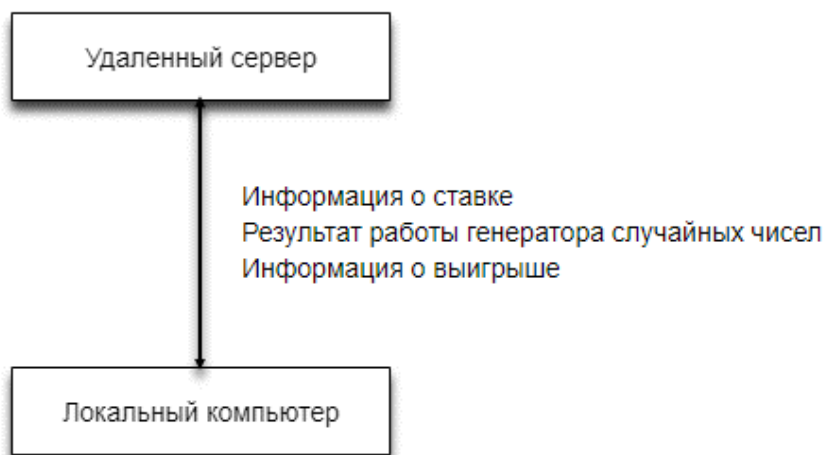 Удаленный сервер
Информация о ставке
Результат работы генератора случайных чисел
Информация о выигрыше
Локальный компьютер